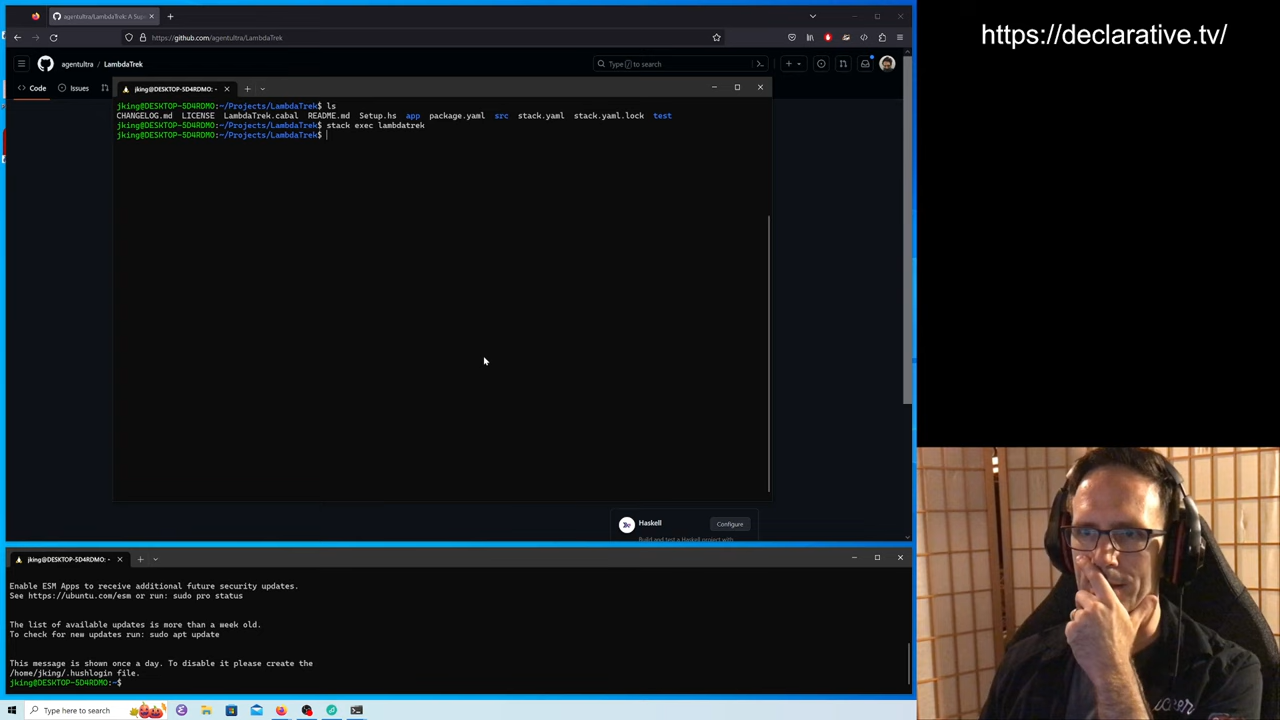 agentultra/LambdaTrek: A Sup
https://github.com/agentultra/LambdaTrek
https://declarative.tv/
agentultra / LambdaTrek
Type / to search
Code
Issues
jking@DESKTOP-5D4RDMO: ~
jking@DESKTOP-5D4RDMO:~/Projects/LambdaTrek$ ls
CHANGELOG.md LICENSE LambdaTrek.cabal README.md Setup.hs app package.yaml src stack.yaml stack.yaml.lock test
jking@DESKTOP-5D4RDMO:~/Projects/LambdaTrek$ stack exec lambdatrek
jking@DESKTOP-5D4RDMO:~/Projects/LambdaTrek$
Haskell
Configure
jking@DESKTOP-5D4RDMO: ~
Enable ESM Apps to receive additional future security updates.
See https://ubuntu.com/esm or run: sudo pro status
The list of available updates is more than a week old.
To check for new updates run: sudo apt update
This message is shown once a day. To disable it please create the
/home/jking/.hushlogin file.
jking@DESKTOP-5D4RDMO:~$
Type here to search